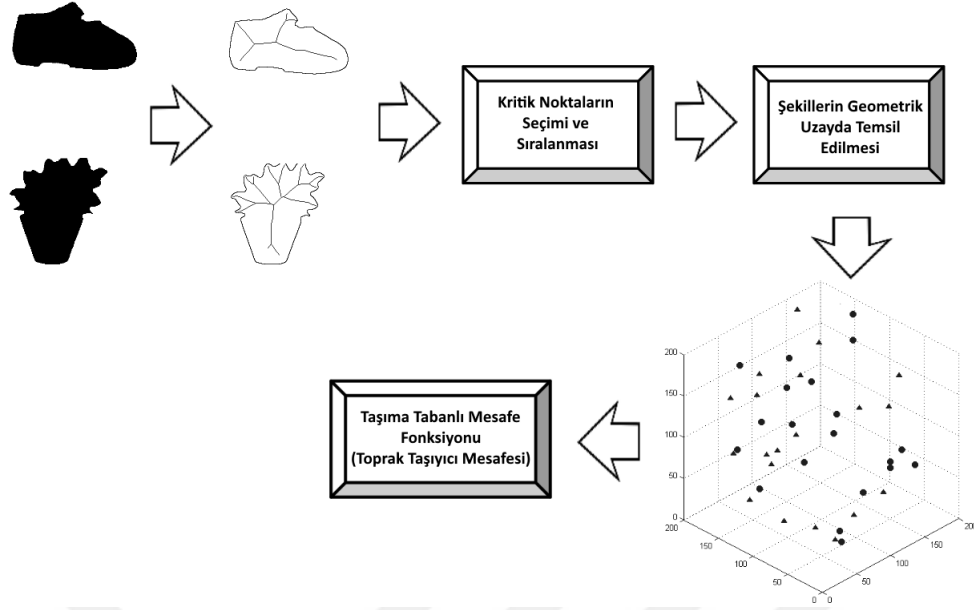 Kritik Noktaların
Seçimi ve
Sıralanması
Şekillerin Geometrik
Uzayda Temsil
Edilmesi
Taşıma Tabanlı Mesafe
Fonksiyonu
(Toprak Taşıyıcı Mesafesi)
200
150
100
50
0
200
150
100
50
0
0
50
100
150
200